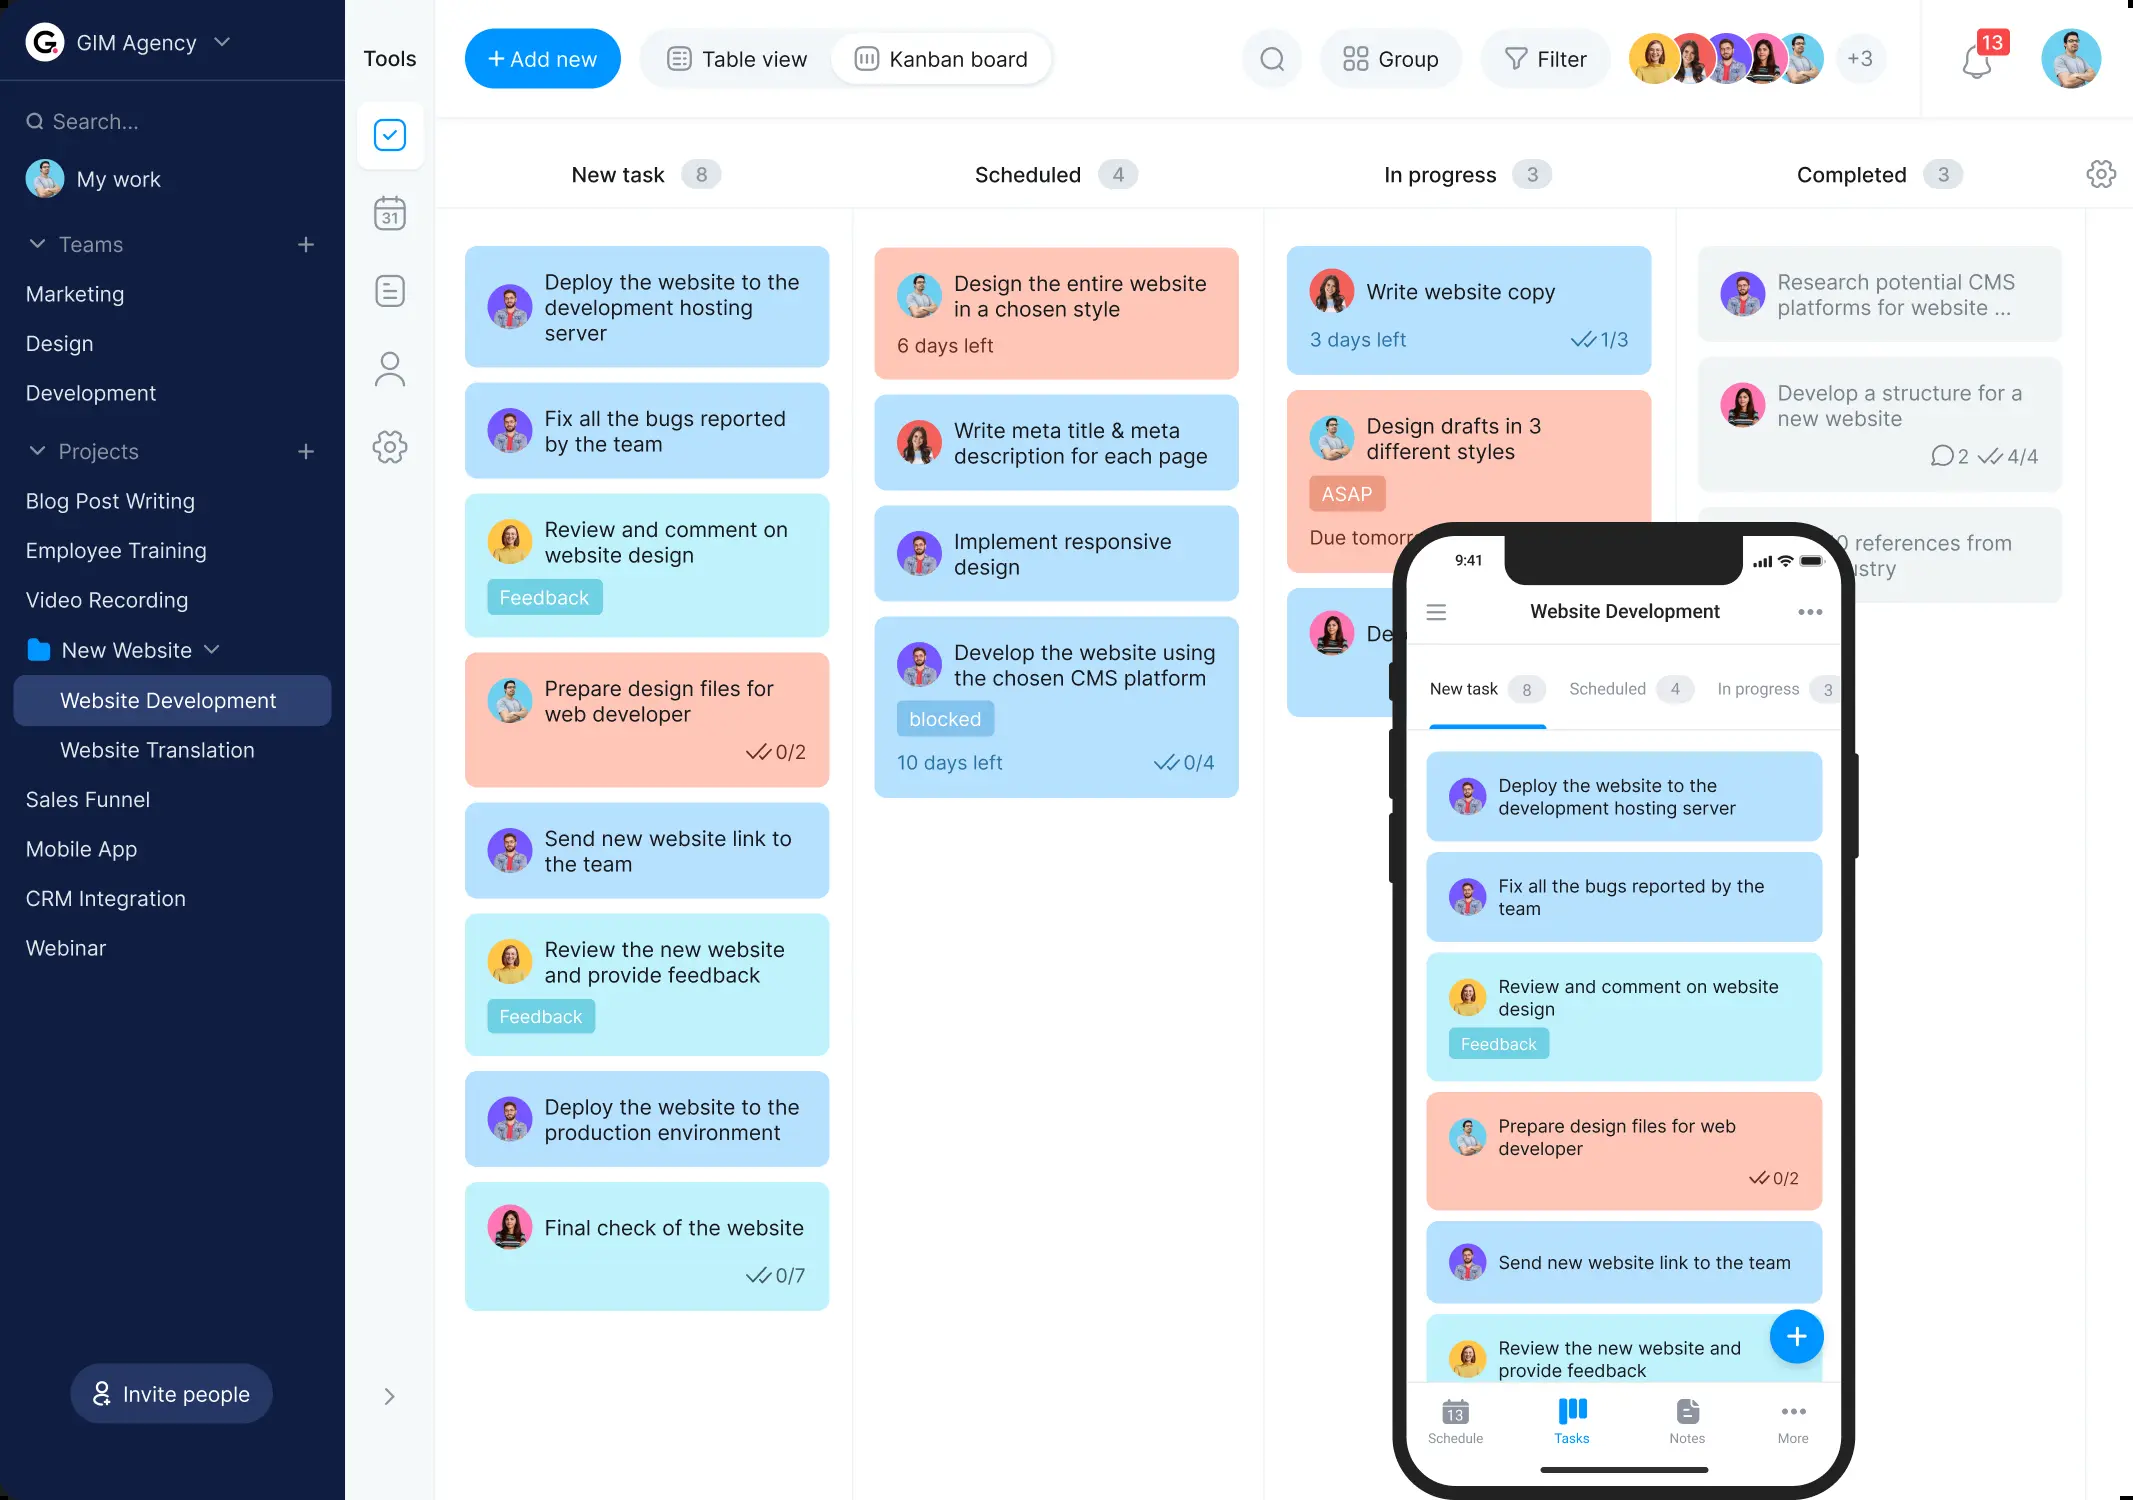 GIM Agency
Search...
My work
Teams
Marketing
Design
Development
Projects
Blog Post Writing
Employee Training
Video Recording
New Website
Website Development
Website Translation
Sales Funnel
Mobile App
CRM Integration
Webinar
Invite people
Tools
31
+ Add new
Table view
Kanban board
Group
Filter
+3
13
New task 8
Deploy the website to the
development hosting
server
Fix all the bugs reported
by the team
Review and comment on
website design
Feedback
Prepare design files for
web developer
0/2
Send new website link to
the team
Review the new website
and provide feedback
Feedback
Deploy the website to the
production environment
Final check of the website
0/7
Scheduled 4
Design the entire website
in a chosen style
6 days left
Write meta title & meta
description for each page
Implement responsive
design
Develop the website using
the chosen CMS platform
blocked
10 days left 0/4
In progress 3
Write website copy
3 days left 1/3
Design drafts in 3
different styles
ASAP
Due
Completed 3
Research potential CMS
platforms for website ...
Develop a structure for a
new website
2 4/4
references from
9:41
Website Development
New task 8 Scheduled 4 In progress 3
Deploy the website to the
development hosting server
Fix all the bugs reported by the
team
Review and comment on website
design
Feedback
Prepare design files for web
developer
0/2
Send new website link to the team
Review the new website and
provide feedback
13
Schedule
Tasks
Notes
More